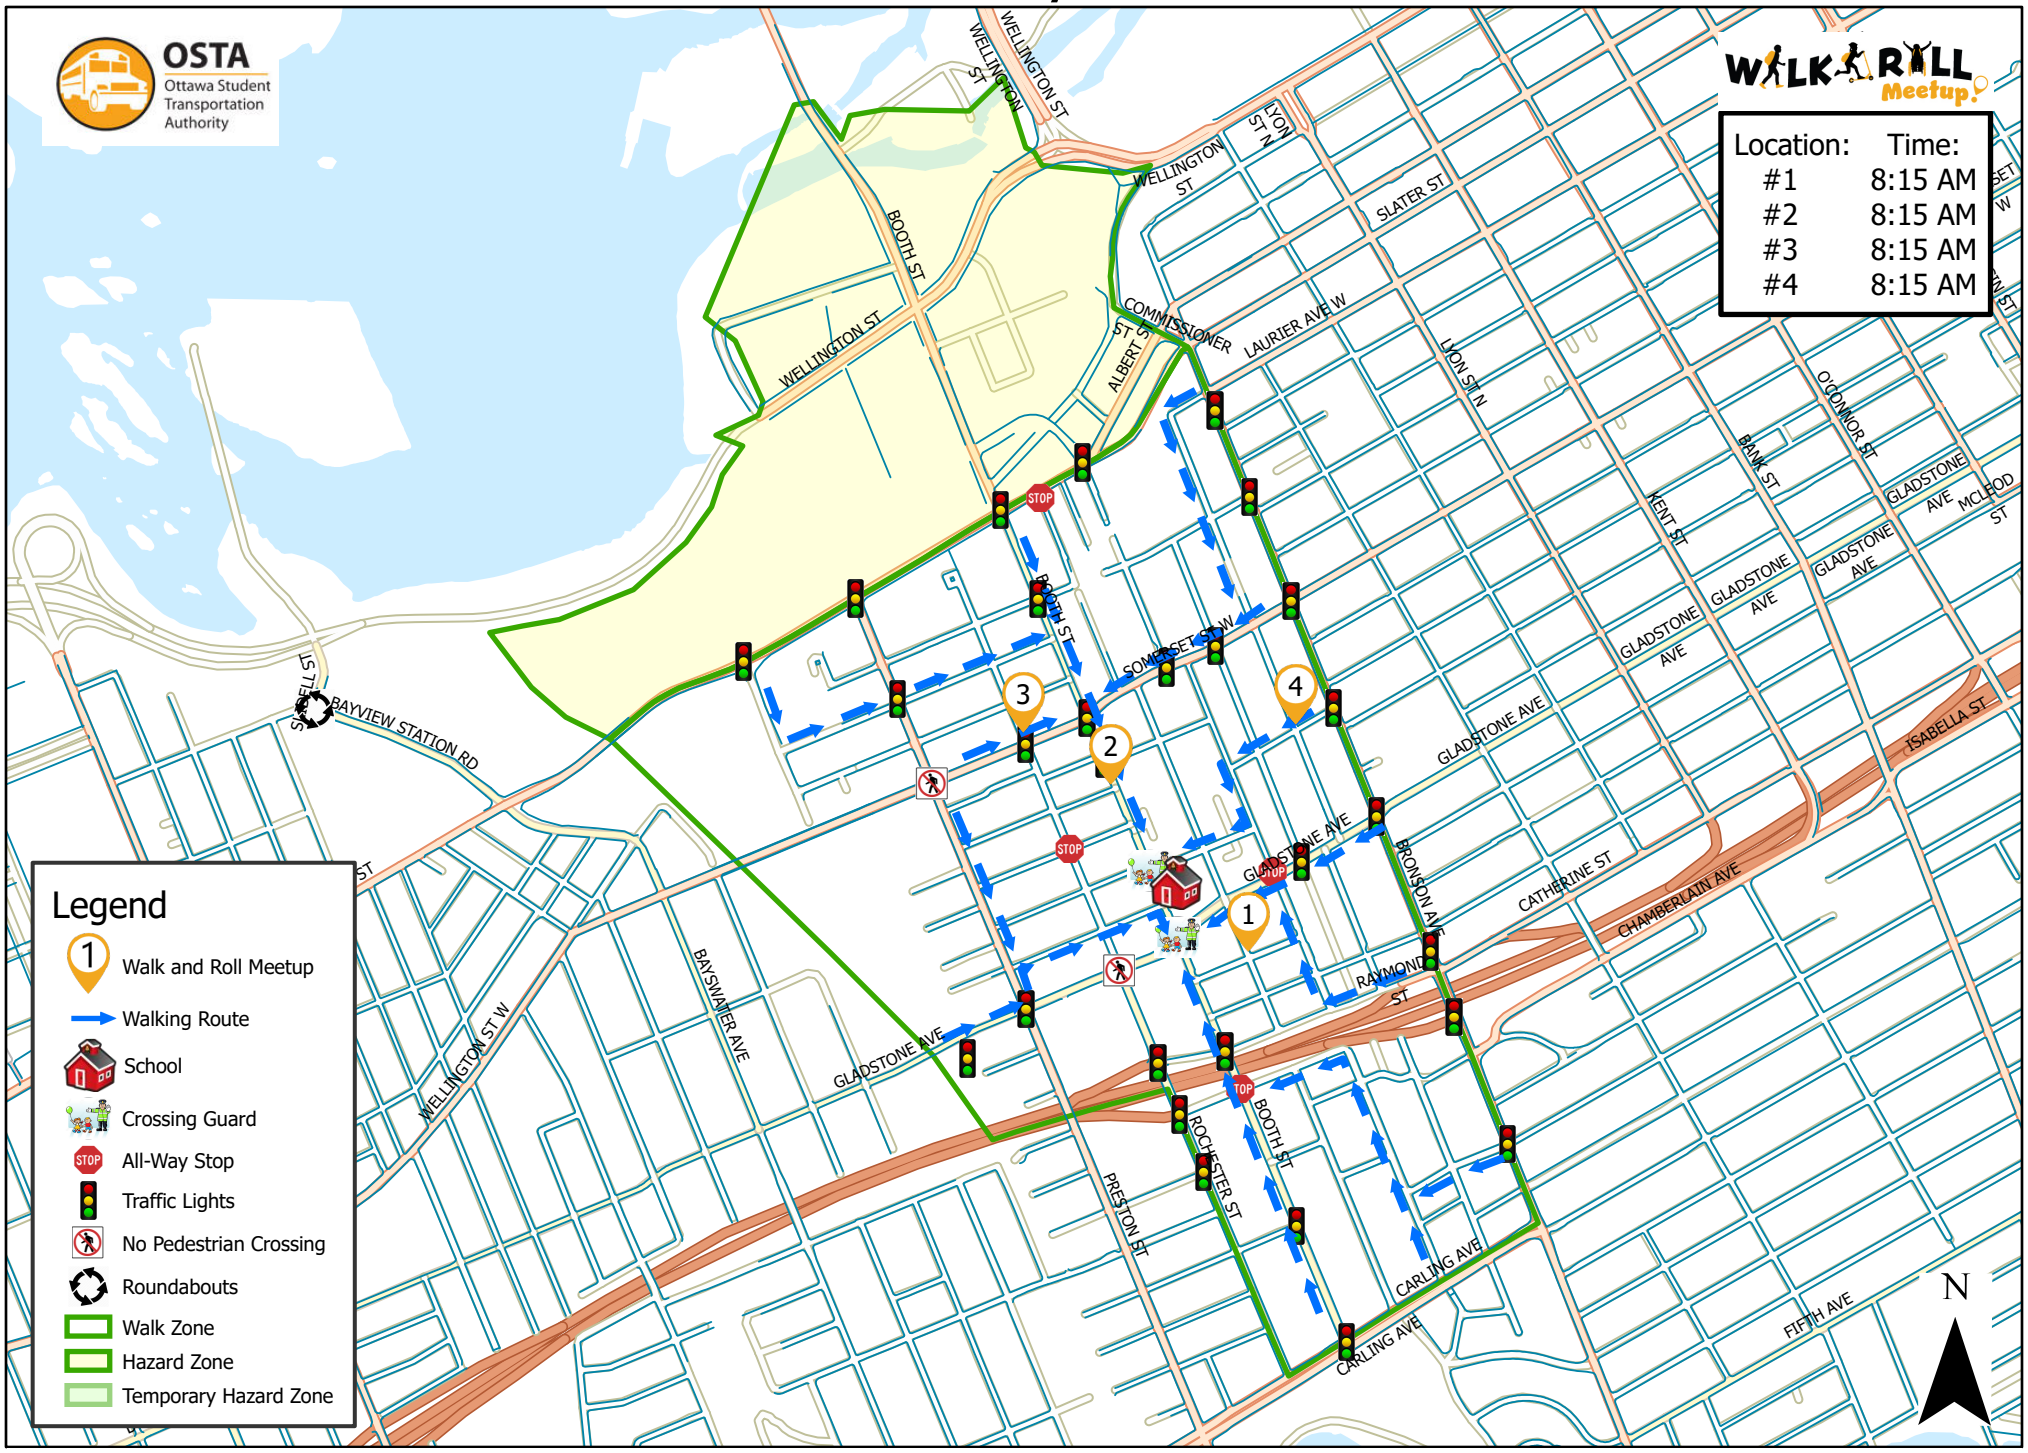 OSTA
Ottawa Student
Transportation
Authority
WALK & ROLL
Meetup!
Location: Time:
#1 8:15 AM
#2 8:15 AM
#3 8:15 AM
#4 8:15 AM
WELLINGTON ST
WELLINGTON
ST
LYON
ST N
WELLINGTON
ST
SLATER ST
BOOTH ST
WELLINGTON ST
COMMISSIONER
ST
ALBERT ST
LAURIER AVE W
LYON ST N
O'CONNOR ST
BANK ST
KENT ST
GLADSTONE
AVE
MCLEOD
ST
GLADSTONE
AVE
GLADSTONE
AVE
GLADSTONE
AVE
GLADSTONE AVE
ISABELLA ST
BOOTH ST
SOMERSET ST W
3
4
2
1
BAYVIEW STATION RD
STOP
STOP
STOP
STOP
GLADSTONE AVE
BRONSON AVE
CATHERINE ST
CHAMBERLAIN AVE
RAYMOND
ST
BAYSWATER AVE
WELLINGTON ST W
GLADSTONE AVE
BOOTH ST
ROCHESTER ST
PRESTON ST
CARLING AVE
CARLING AVE
FIFTH AVE
N
ST
Legend
1 Walk and Roll Meetup
Walking Route
School
Crossing Guard
STOP All-Way Stop
Traffic Lights
No Pedestrian Crossing
Roundabouts
Walk Zone
Hazard Zone
Temporary Hazard Zone